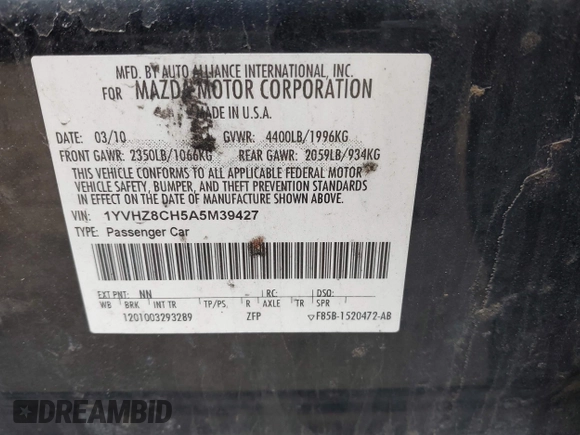 MFD. BY AUTO ALLIANCE INTERNATIONAL, INC.
FOR MAZDA MOTOR CORPORATION
MADE IN U.S.A.
DATE: 03/10 GVWR: 4400LB/1996KG
FRONT GAWR: 2350LB/1066KG REAR GAWR: 2059LB/934KG
THIS VEHICLE CONFORMS TO ALL APPLICABLE FEDERAL MOTOR
VEHICLE SAFETY, BUMPER, AND THEFT PREVENTION STANDARDS
IN EFFECT ON THE DATE OF MANUFACTURE SHOWN ABOVE.
VIN: 1YVHZ8CH5A5M39427
TYPE: Passenger Car
EXT PNT: NN RC: DSO:
WB BRK INT TR TP/PS. R AXLE TR SPR
1201003293289 ZFP ▽F85B-1520472-AB
DREAMBID